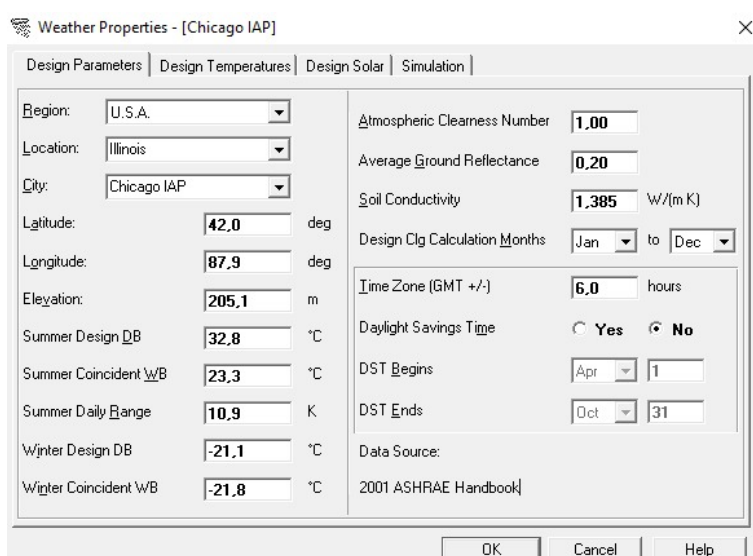 Weather Properties - [Chicago IAP]
Design Parameters Design Temperatures Design Solar Simulation
Region: U.S.A.
Location: Illinois
City: Chicago IAP
Latitude: 42,0 deg
Longitude: 87,9 deg
Elevation: 205,1 m
Summer Design DB 32,8 °C
Summer Coincident WB 23,3 °C
Summer Daily Range 10,9 K
Winter Design DB -21,1 °C
Winter Coincident WB -21,8 °C
Atmospheric Clearness Number 1,00
Average Ground Reflectance 0,20
Soil Conductivity 1,385 W/(m K)
Design Clg Calculation Months Jan to Dec
Time Zone (GMT +/-) 6,0 hours
Daylight Savings Time Yes No
DST Begins Apr 1
DST Ends Oct 31
Data Source:
2001 ASHRAE Handbook
OK Cancel Help